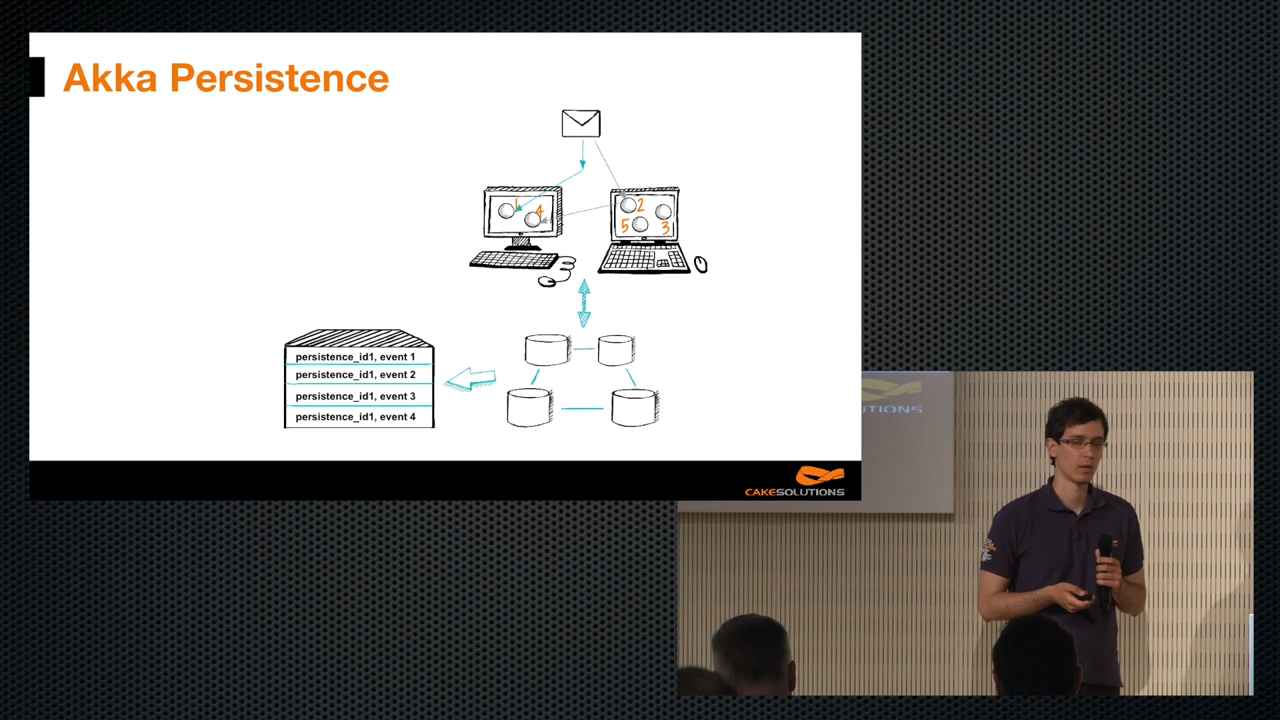 Akka Persistence
1
4
2
5
3
persistence_id1, event 1
persistence_id1, event 2
persistence_id1, event 3
persistence_id1, event 4
CAKESOLUTIONS
UTIONS